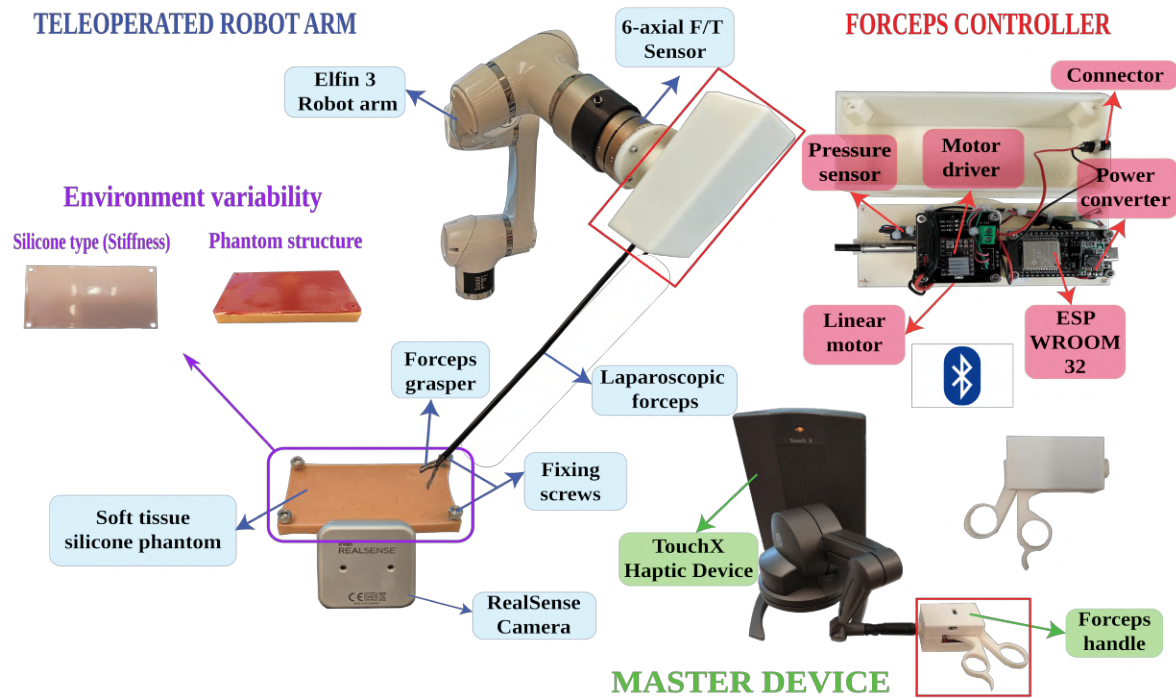 TELEOPERATED ROBOT ARM
6-axial F/T
Sensor
FORCEPS CONTROLLER
Elfin 3
Robot arm
Connector
Pressure
sensor
Motor
driver
Power
converter
Environment variability
Silicone type (Stiffness)
Phantom structure
Linear
motor
ESP
WROOM
32
Forceps
grasper
Laparoscopic
forceps
Touch X
Fixing
screws
Soft tissue
silicone phantom
REALSENSE
CE
TouchX
Haptic Device
RealSense
Camera
Forceps
handle
MASTER DEVICE